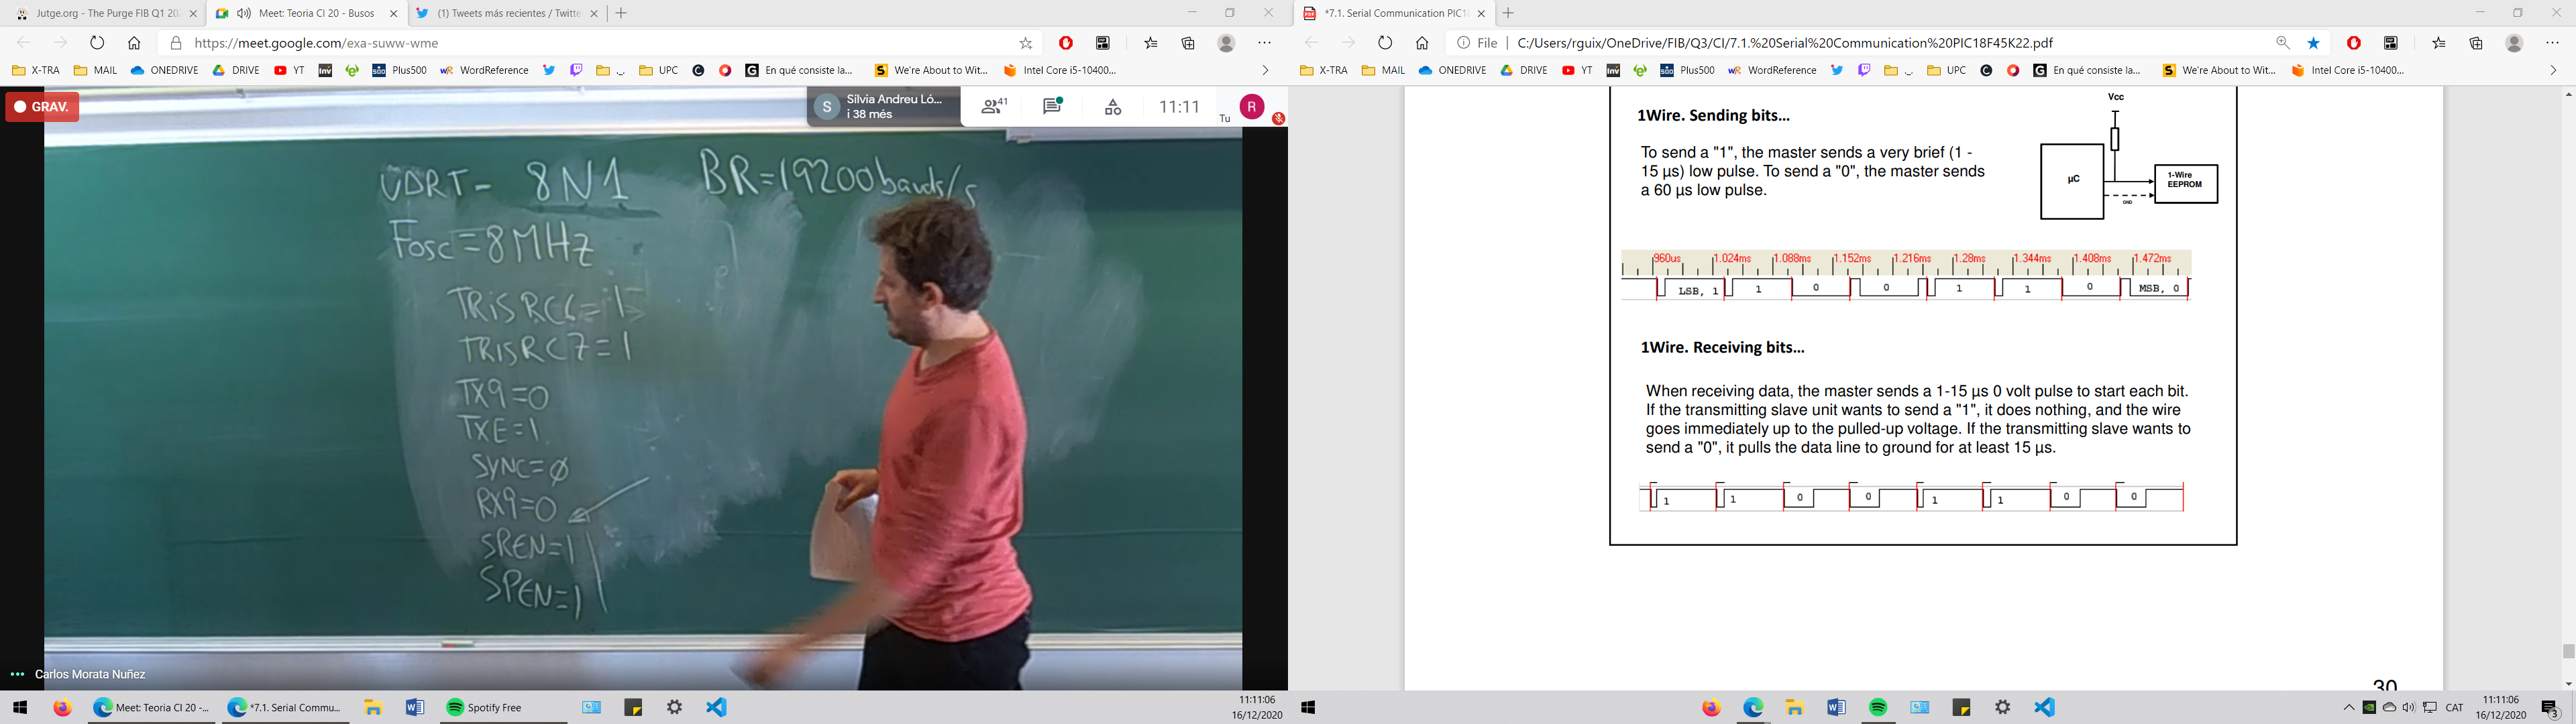 Jutge.org - The Purge FIB Q1 20
Meet: Teoria CI 20 - Busos
(1) Tweets más recientes / Twitte
https://meet.google.com/exa-suww-wme
X-TRA
MAIL
ONEDRIVE
DRIVE
YT
Inv
Plus500
WordReference
UPC
En qué consiste la...
We're About to Wit...
Intel Core i5-10400...
GRAV.
S
Sílvia Andreu Ló...
i 38 més
41
11:11
Tu
R
UART - 8N1 BR=19200 bauds/s
Fosc=8MHz
TRISRC6=1
TRISRC7=1
TX9=0
TXE=1
SYNC=0
RX9=0
SREN=1
SPEN=1
Carlos Morata Nuñez
Meet: Teoria CI 20 -...
*7.1. Serial Commu...
Spotify Free
11:11:06
16/12/2020
*7.1. Serial Communication PIC18
File
C:/Users/rguix/OneDrive/FIB/Q3/CI/7.1.%20Serial%20Communication%20PIC18F45K22.pdf
X-TRA
MAIL
ONEDRIVE
DRIVE
YT
Inv
Plus500
WordReference
UPC
En qué consiste la...
We're About to Wit...
Intel Core i5-10400...
1Wire. Sending bits...
To send a "1", the master sends a very brief (1 -
15 µs) low pulse. To send a "0", the master sends
a 60 µs low pulse.
Vcc
µC
1-Wire
EEPROM
GND
960us 1.024ms 1.088ms 1.152ms 1.216ms 1.28ms 1.344ms 1.408ms 1.472ms
LSB, 1 1 0 0 1 1 0 MSB, 0
1Wire. Receiving bits...
When receiving data, the master sends a 1-15 µs 0 volt pulse to start each bit.
If the transmitting slave unit wants to send a "1", it does nothing, and the wire
goes immediately up to the pulled-up voltage. If the transmitting slave wants to
send a "0", it pulls the data line to ground for at least 15 µs.
1 1 0 0 1 1 0 0
30
CAT
11:11:06
16/12/2020
3